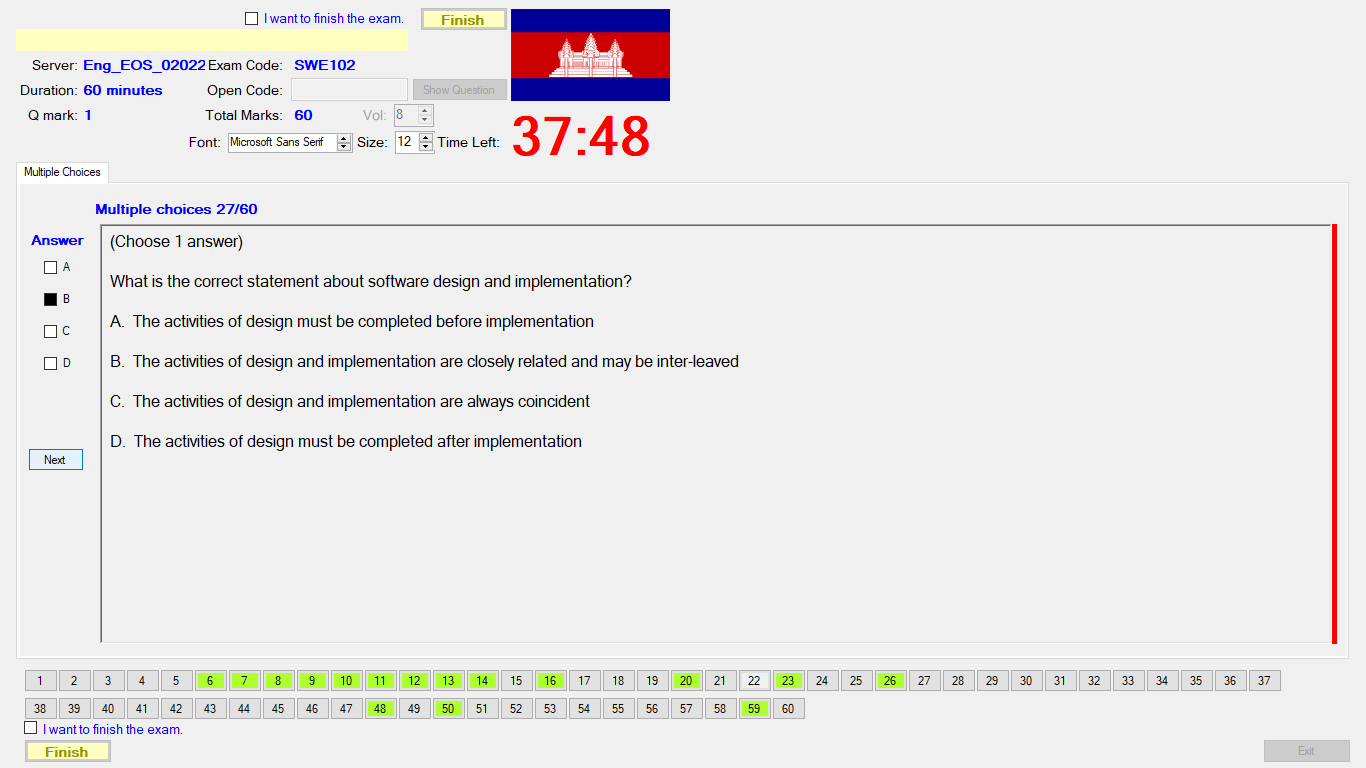 I want to finish the exam.
Finish
Server: Eng_EOS_02022 Exam Code: SWE102
Duration: 60 minutes Open Code: Show Question
Q mark: 1 Total Marks: 60 Vol: 8
Font: Microsoft Sans Serif Size: 12 Time Left: 37:48
Multiple Choices
Multiple choices 27/60
Answer
A
B
C
D
Next
(Choose 1 answer)
What is the correct statement about software design and implementation?
A. The activities of design must be completed before implementation
B. The activities of design and implementation are closely related and may be inter-leaved
C. The activities of design and implementation are always coincident
D. The activities of design must be completed after implementation
1 2 3 4 5 6 7 8 9 10 11 12 13 14 15 16 17 18 19 20 21 22 23 24 25 26 27 28 29 30 31 32 33 34 35 36 37
38 39 40 41 42 43 44 45 46 47 48 49 50 51 52 53 54 55 56 57 58 59 60
I want to finish the exam.
Finish
Exit